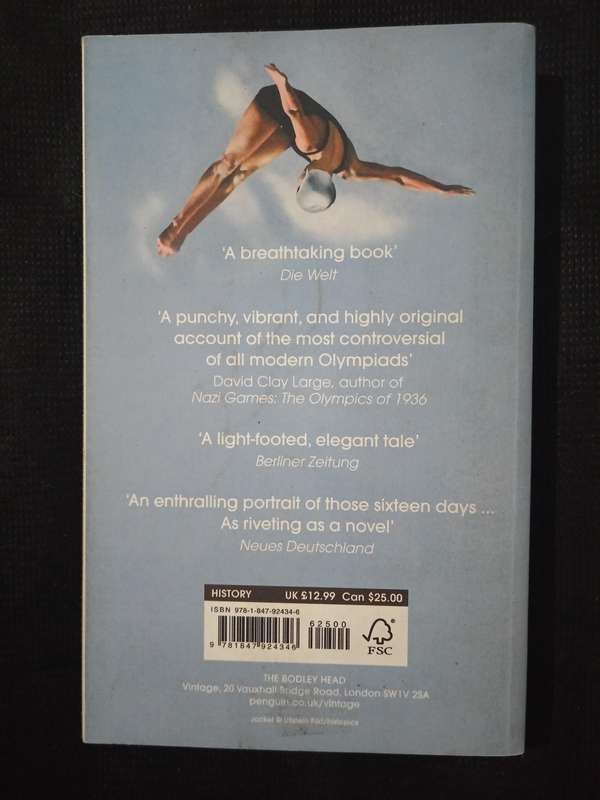 'A breathtaking book'
Die Welt
'A punchy, vibrant, and highly original
account of the most controversial
of all modern Olympiads'
David Clay Large, author of
Nazi Games: The Olympics of 1936
'A light-footed, elegant tale'
Berliner Zeitung
'An enthralling portrait of those sixteen days ...
As riveting as a novel'
Neues Deutschland
HISTORY UK £12.99 Can $25.00
ISBN 978-1-847-92434-6
62500
9 781847 924346
FSC
THE BODLEY HEAD
Vintage, 20 Vauxhall Bridge Road, London SW1V 2SA
penguin.co.uk/vintage
Jacket © Ullstein Bild/